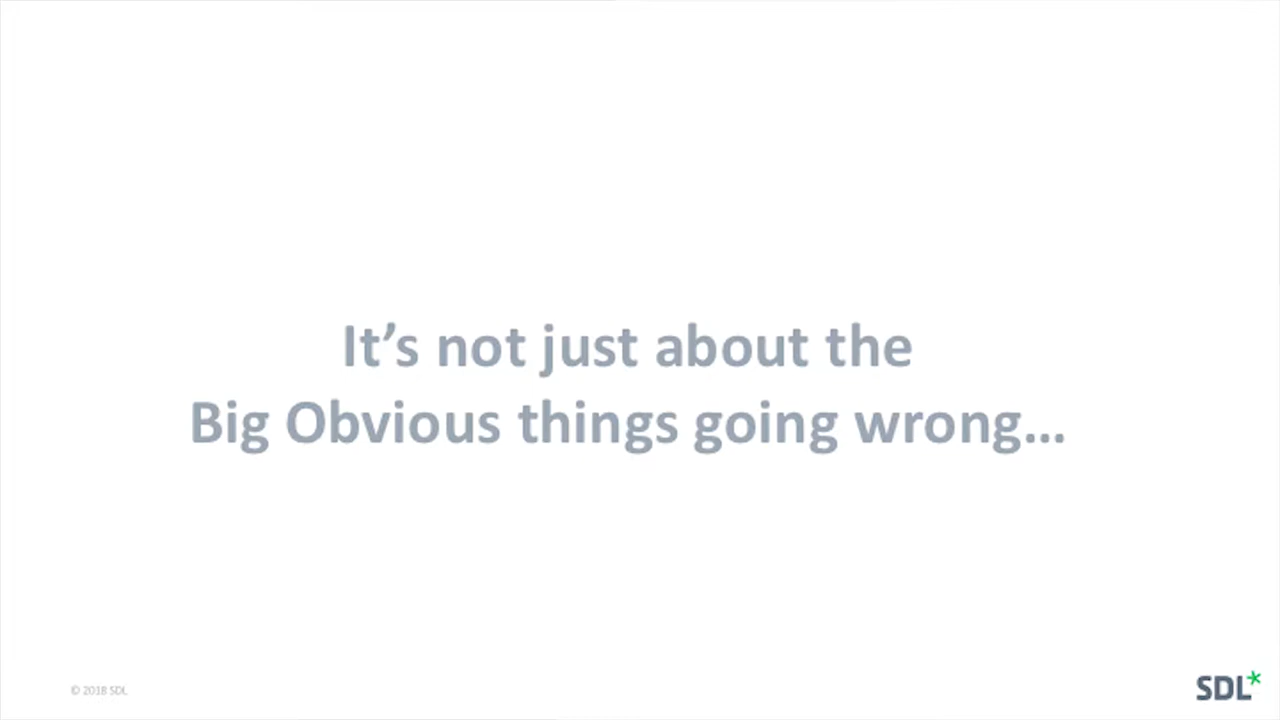 It’s not just about the
Big Obvious things going wrong…
© 2018 SDL
SDL*